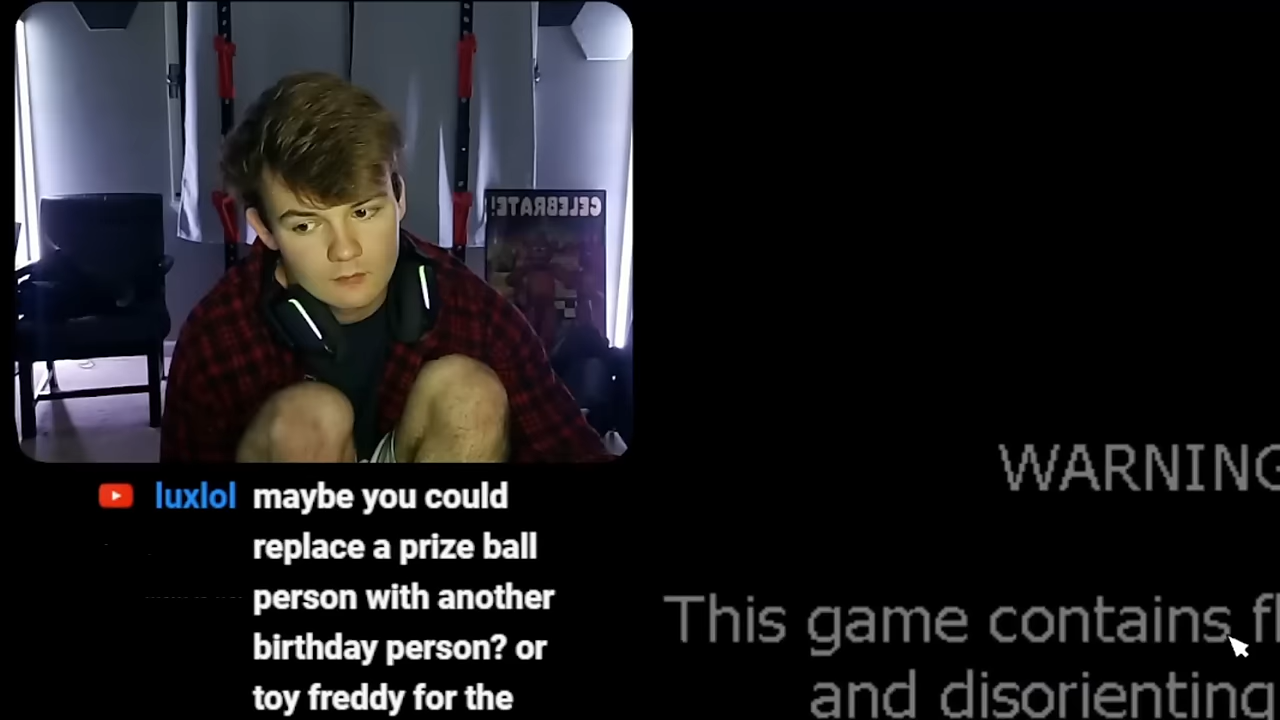 CELEBRATE!
luxlol maybe you could
replace a prize ball
person with another
birthday person? or
toy freddy for the
WARNING
This game contains fl
and disorienting